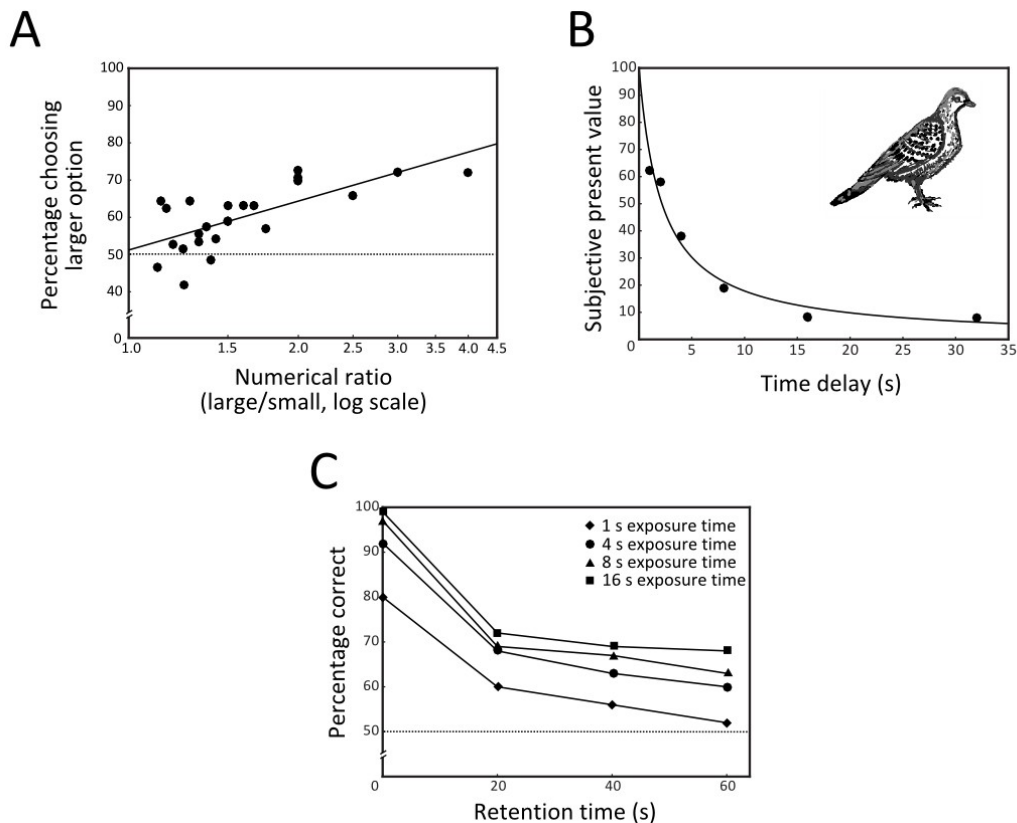 A
100
90
80
70
60
50
40
0
1.0 1.5 2.0 2.5 3.0 3.5 4.0 4.5
Percentage choosing
larger option
Numerical ratio
(large/small, log scale)
B
100
90
80
70
60
50
40
30
20
10
0 5 10 15 20 25 30 35
Subjective present value
Time delay (s)
C
100
90
80
70
60
50
0 20 40 60
Percentage correct
Retention time (s)
1 s exposure time
4 s exposure time
8 s exposure time
16 s exposure time